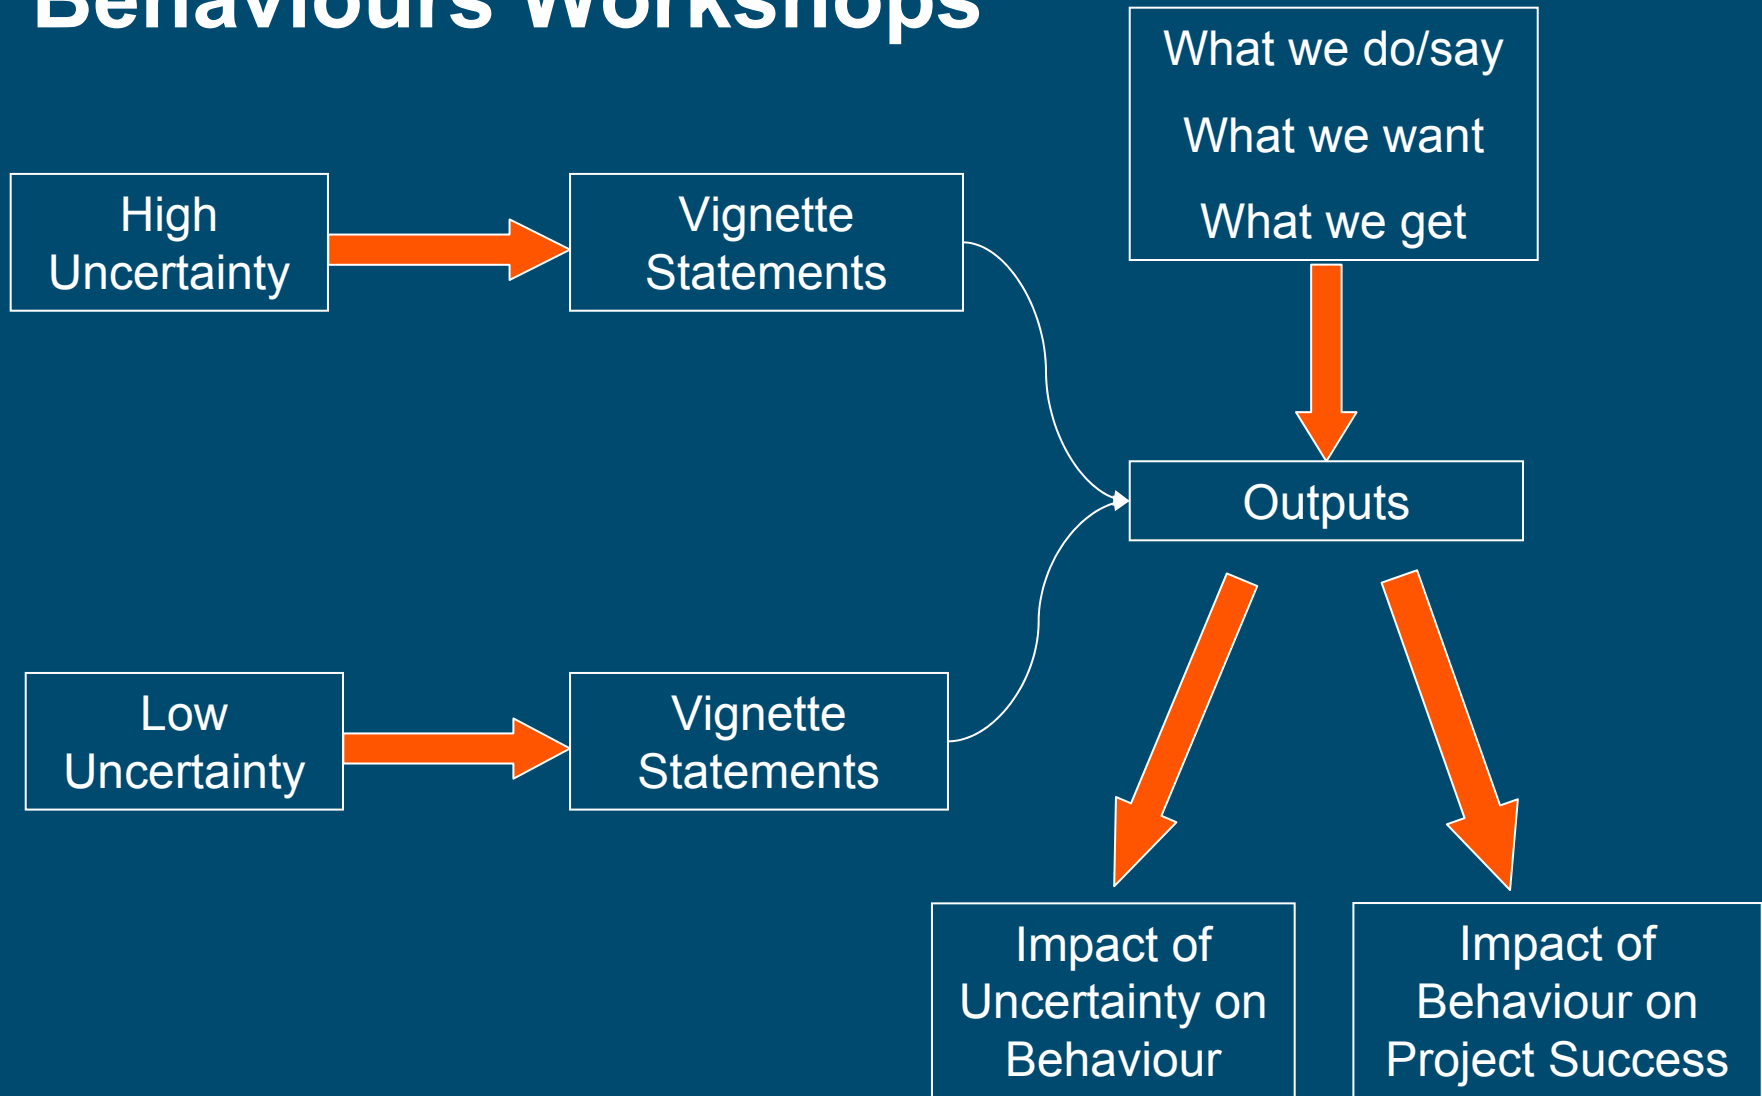 Behaviours Workshops
What we do/say
What we want
What we get
High
Uncertainty
Vignette
Statements
Outputs
Low
Uncertainty
Vignette
Statements
Impact of
Uncertainty on
Behaviour
Impact of
Behaviour on
Project Success